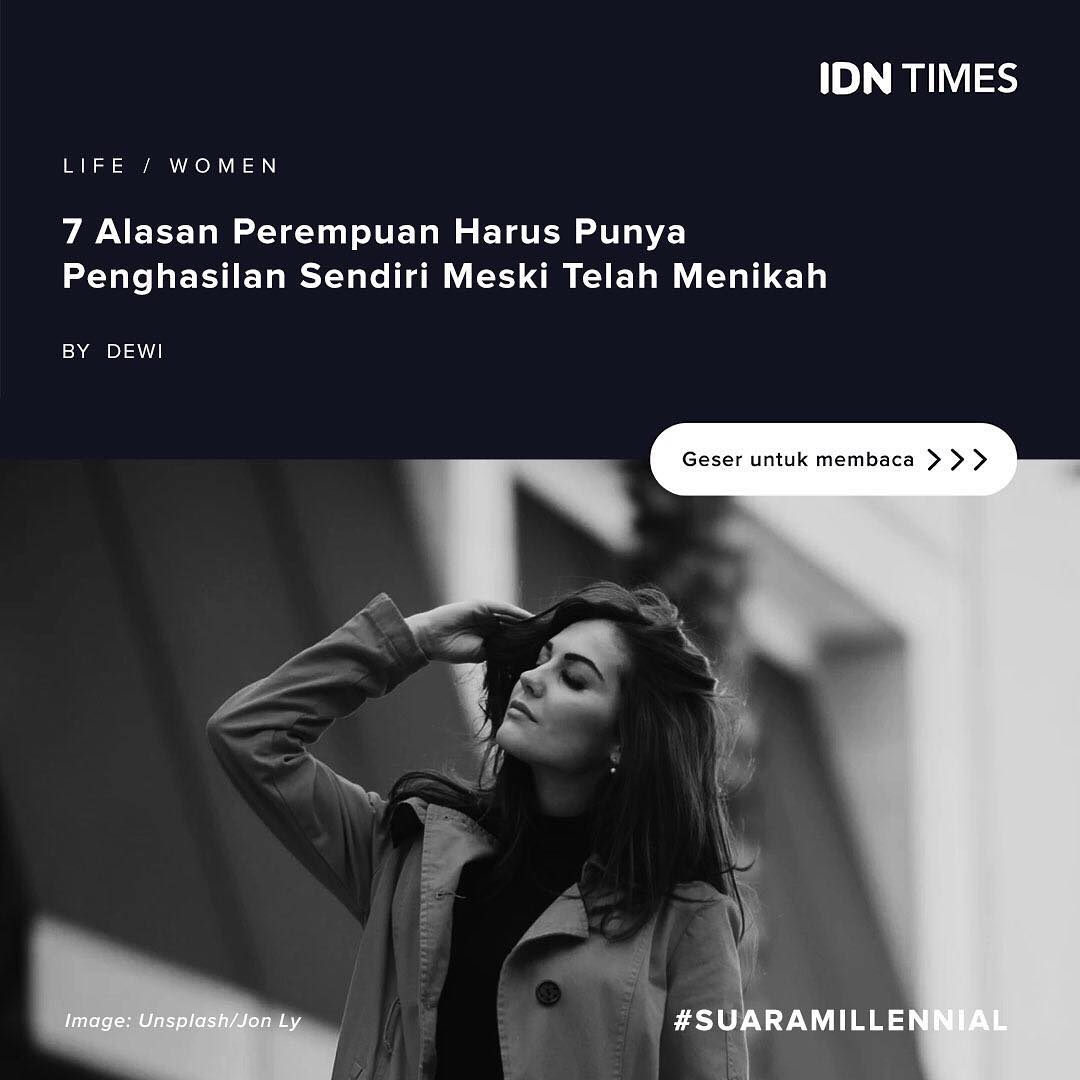 IDN TIMES
LIFE / WOMEN
7 Alasan Perempuan Harus Punya
Penghasilan Sendiri Meski Telah Menikah
BY DEWI
Geser untuk membaca >>>
Image: Unsplash/Jon Ly
#SUARAMILLENNIAL